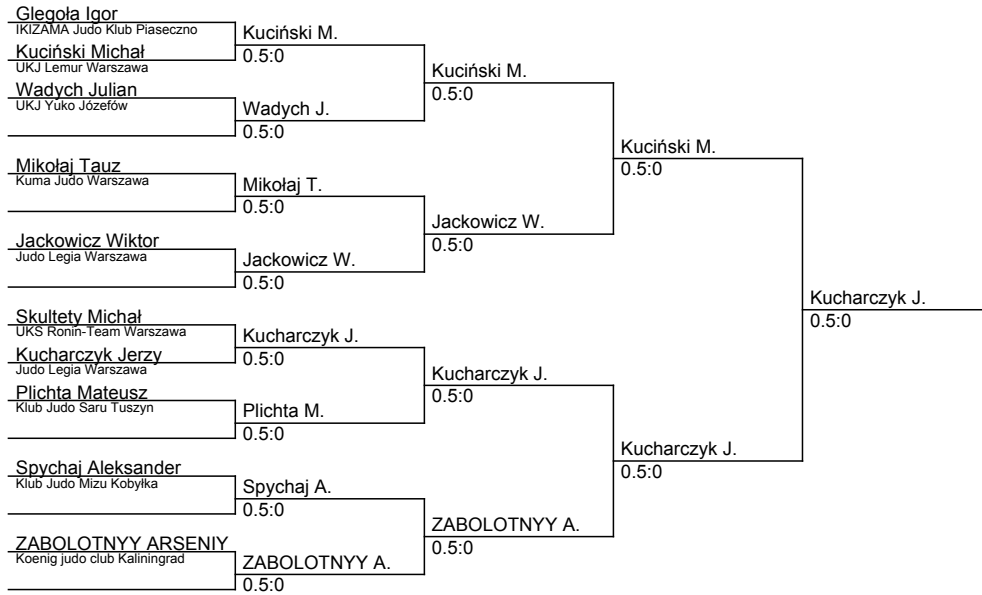 Glegoła Igor
IKIZAMA Judo Klub Piaseczno
Kuciński Michał
UKJ Lemur Warszawa
Wadych Julian
UKJ Yuko Józefów
Mikołaj Tauz
Kuma Judo Warszawa
Jackowicz Wiktor
Judo Legia Warszawa
Skultety Michał
UKS Ronin-Team Warszawa
Kucharczyk Jerzy
Judo Legia Warszawa
Plichta Mateusz
Klub Judo Saru Tuszyn
Spychaj Aleksander
Klub Judo Mizu Kobyłka
ZABOLOTNYY ARSENIY
Koenig judo club Kaliningrad
Kuciński M.
0.5:0
Wadych J.
0.5:0
Mikołaj T.
0.5:0
Jackowicz W.
0.5:0
Kucharczyk J.
0.5:0
Plichta M.
0.5:0
Spychaj A.
0.5:0
ZABOLOTNYY A.
0.5:0
Kuciński M.
0.5:0
Jackowicz W.
0.5:0
Kucharczyk J.
0.5:0
ZABOLOTNYY A.
0.5:0
Kuciński M.
0.5:0
Kucharczyk J.
0.5:0
Kucharczyk J.
0.5:0